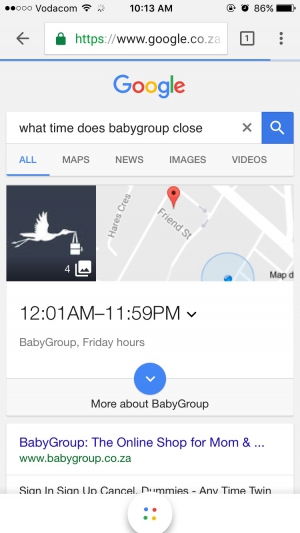 Vodacom 10:13 AM 86%
https://www.google.co.za 1
Google
what time does babygroup close
ALL MAPS NEWS IMAGES VIDEOS
Hares Cres
Friend St
4
Map d
12:01AM–11:59PM
BabyGroup, Friday hours
More about BabyGroup
BabyGroup: The Online Shop for Mom & ...
www.babygroup.co.za
Sign In Sign Up Cancel. Dummies - Any Time Twin